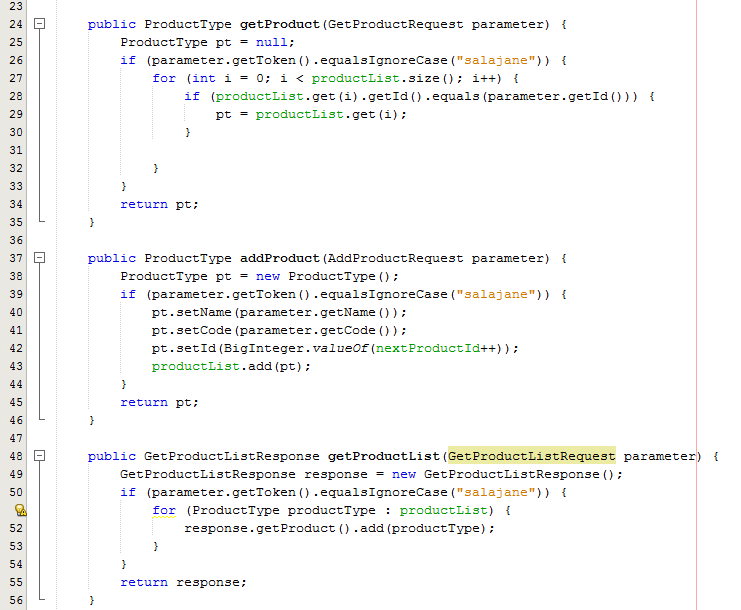 23
24 public ProductType getProduct(GetProductRequest parameter) {
25 ProductType pt = null;
26 if (parameter.getToken().equalsIgnoreCase("salajane")) {
27 for (int i = 0; i < productList.size(); i++) {
28 if (productList.get(i).getId().equals(parameter.getId())) {
29 pt = productList.get(i);
30 }
31
32 }
33 }
34 return pt;
35 }
36
37 public ProductType addProduct(AddProductRequest parameter) {
38 ProductType pt = new ProductType();
39 if (parameter.getToken().equalsIgnoreCase("salajane")) {
40 pt.setName(parameter.getName());
41 pt.setCode(parameter.getCode());
42 pt.setId(BigInteger.valueOf(nextProductId++));
43 productList.add(pt);
44 }
45 return pt;
46 }
47
48 public GetProductListResponse getProductList(GetProductListRequest parameter) {
49 GetProductListResponse response = new GetProductListResponse();
50 if (parameter.getToken().equalsIgnoreCase("salajane")) {
for (ProductType productType : productList) {
52 response.getProduct().add(productType);
53 }
54 }
55 return response;
56 }